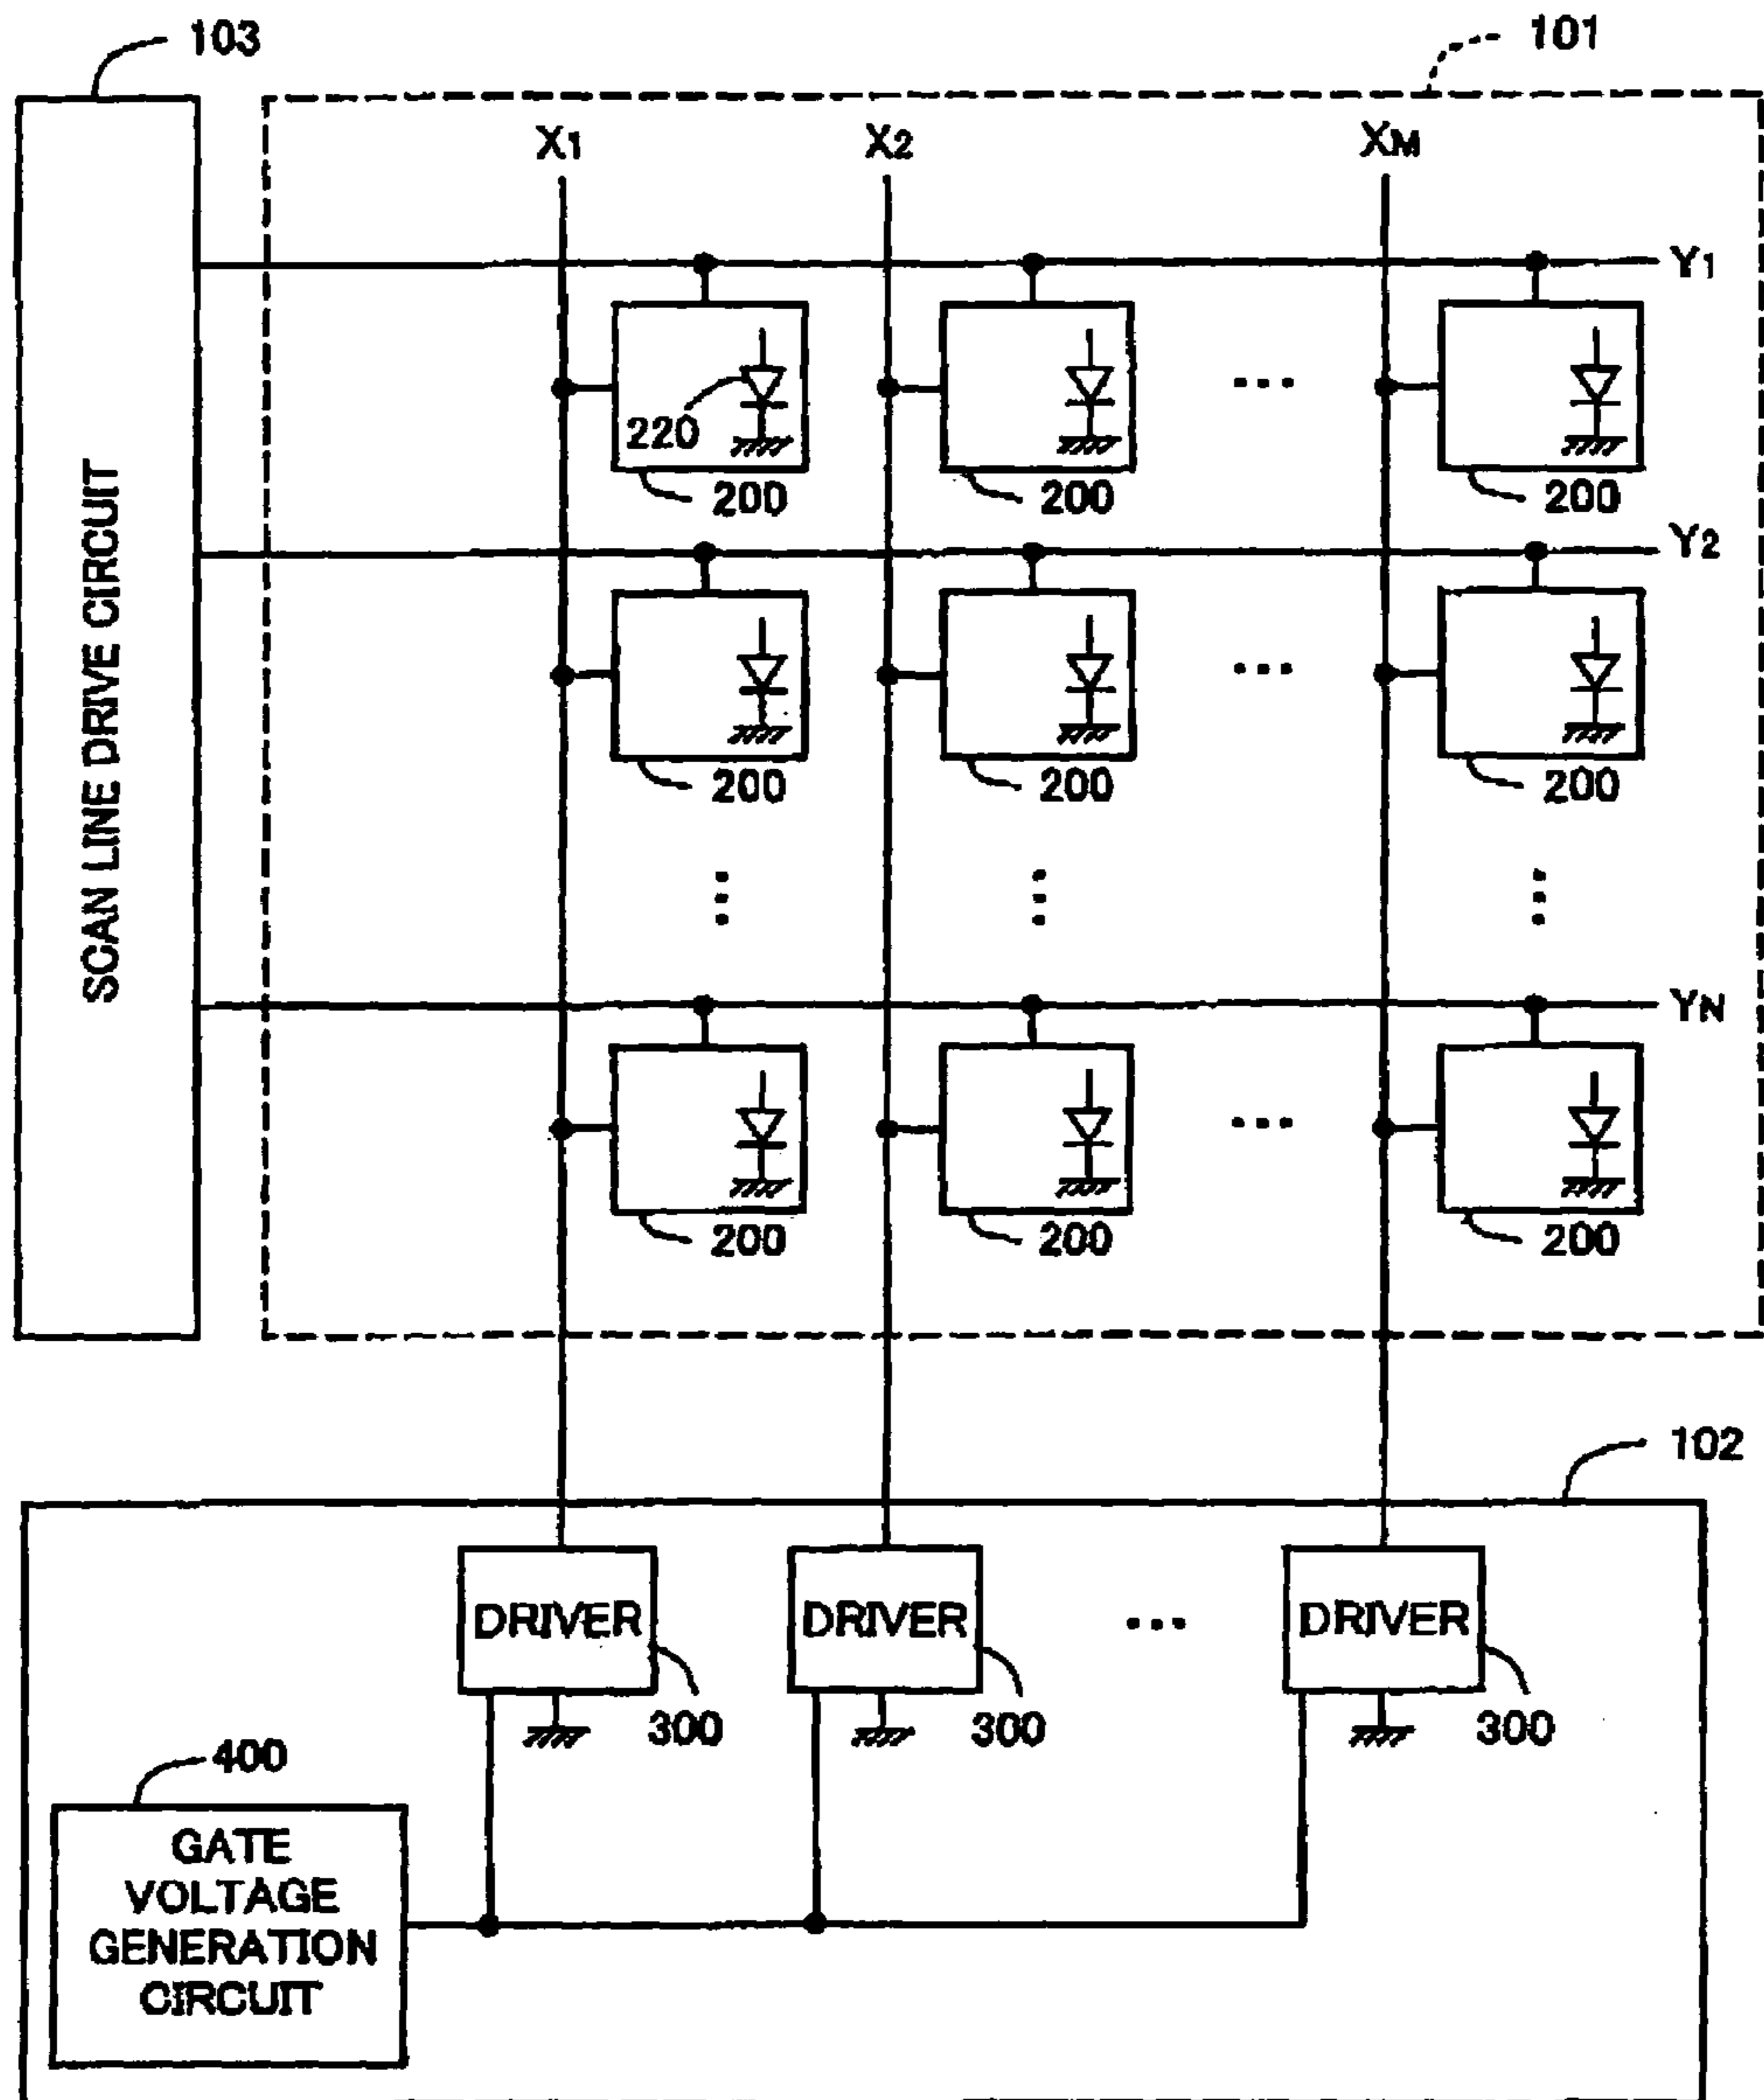 103
101
X1 X2 XM
Y1
220
200 200 200
Y2
200 200 200
SCAN LINE DRIVE CIRCUIT
YN
200 200 200
102
DRIVER DRIVER ... DRIVER
300 300 300
400
GATE
VOLTAGE
GENERATION
CIRCUIT